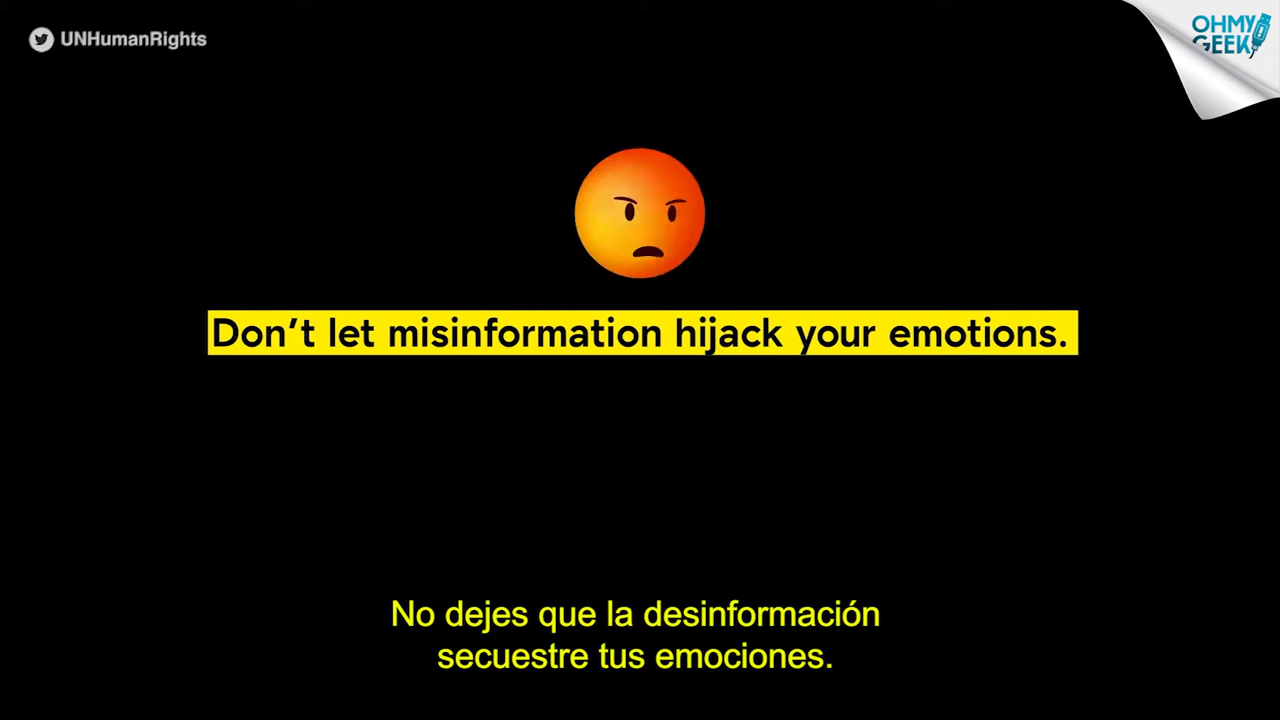 UNHumanRights
OHMY
GEEK
Don’t let misinformation hijack your emotions.
No dejes que la desinformación
secuestre tus emociones.